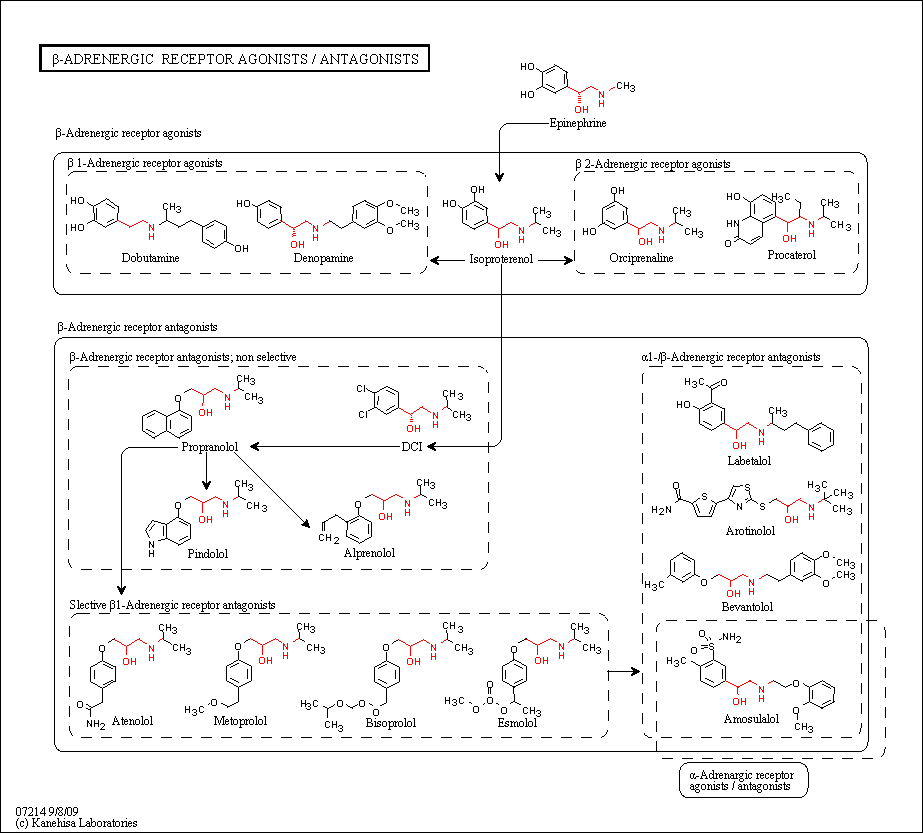 β-ADRENERGIC RECEPTOR AGONISTS / ANTAGONISTS
HO
HO
OH
N
H
CH3
Epinephrine
β-Adrenergic receptor agonists
β 1-Adrenergic receptor agonists
β 2-Adrenergic receptor agonists
HO
HO
N
H
CH3
OH
Dobutamine
HO
OH
N
H
O
CH3
O
CH3
Denopamine
OH
HO
OH
N
H
CH3
CH3
Isoproterenol
OH
HO
OH
N
H
CH3
CH3
Orciprenaline
HO
H3C
HN
O
OH
N
H
CH3
CH3
Procaterol
β-Adrenergic receptor antagonists
β-Adrenergic receptor antagonists; non selective
α1-/β-Adrenergic receptor antagonists
O
OH
N
H
CH3
CH3
Propranolol
Cl
Cl
OH
N
H
CH3
CH3
DCI
H3C
O
HO
OH
N
H
CH3
Labetalol
O
OH
N
H
CH3
CH3
N
H
Pindolol
O
OH
N
H
CH3
CH3
CH2
Alprenolol
O
H2N
S
S
N
S
OH
N
H
CH3
CH3
CH3
Arotinolol
H3C
O
OH
N
H
O
CH3
O
CH3
Bevantolol
Slective β1-Adrenergic receptor antagonists
O
OH
N
H
CH3
CH3
O
NH2
Atenolol
O
OH
N
H
CH3
CH3
H3C
O
Metoprolol
O
OH
N
H
CH3
CH3
CH3
CH3
O
O
Bisoprolol
O
OH
N
H
CH3
CH3
O
O
O
CH3
Esmolol
O
NH2
S
O
H3C
OH
N
H
O
O
CH3
Amosulalol
α-Adrenargic receptor
agonists / antagonists
07214 9/8/09
(c) Kanehisa Laboratories